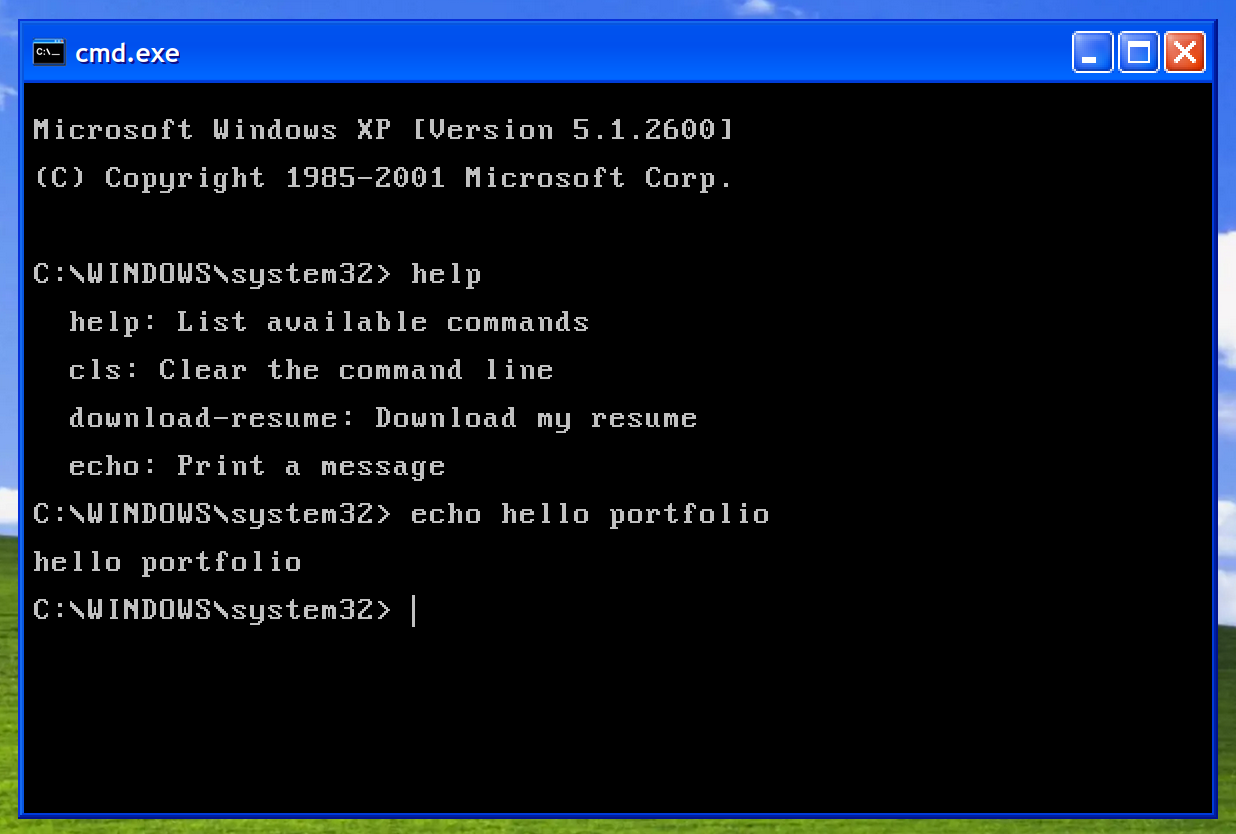 C:\_
cmd.exe
Microsoft Windows XP [Version 5.1.2600]
(C) Copyright 1985-2001 Microsoft Corp.
C:\WINDOWS\system32> help
help: List available commands
cls: Clear the command line
download-resume: Download my resume
echo: Print a message
C:\WINDOWS\system32> echo hello portfolio
hello portfolio
C:\WINDOWS\system32>